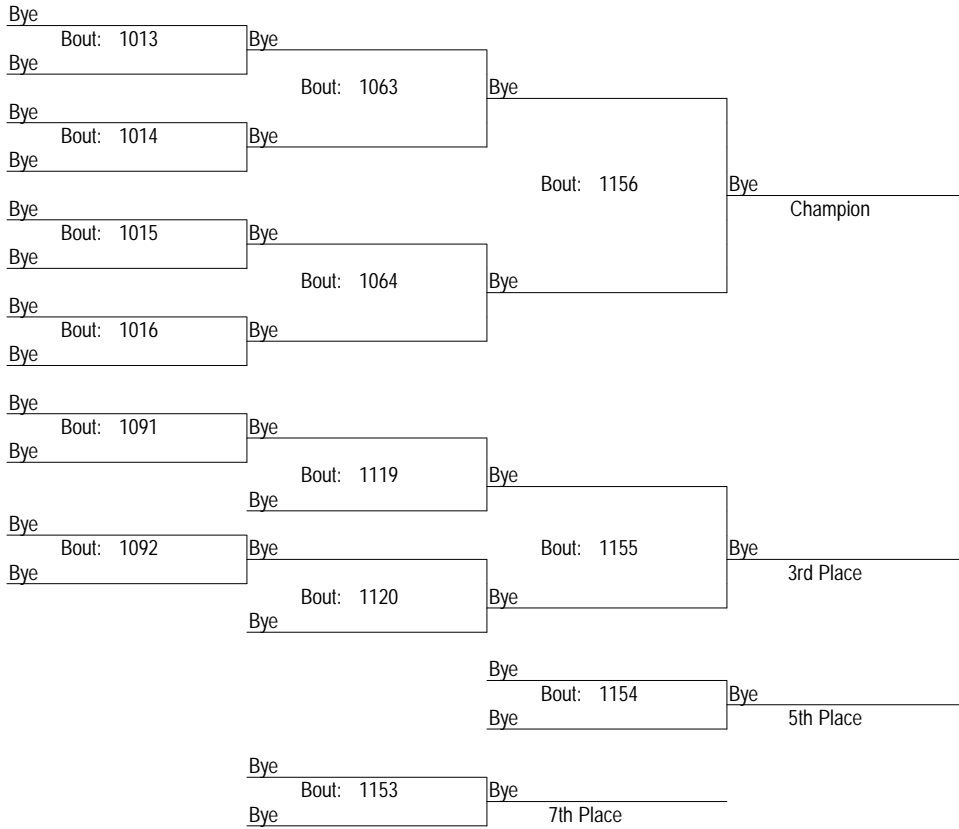 Bye
Bout: 1013 Bye
Bye
Bout: 1063 Bye
Bye
Bout: 1014 Bye
Bye
Bout: 1156 Bye
Champion
Bye
Bout: 1015 Bye
Bye
Bout: 1064 Bye
Bye
Bout: 1016 Bye
Bye
Bye
Bout: 1091 Bye
Bye
Bout: 1119 Bye
Bye
Bye
Bout: 1092 Bye
Bout: 1155 Bye
Bye
3rd Place
Bout: 1120 Bye
Bye
Bye
Bout: 1154 Bye
Bye
5th Place
Bye
Bout: 1153 Bye
Bye
7th Place